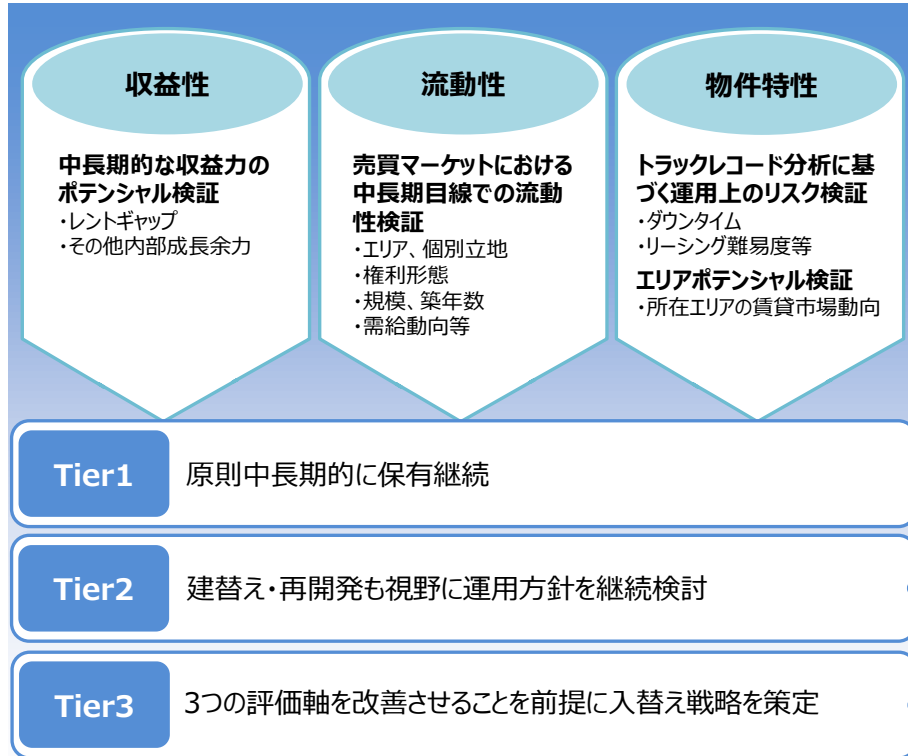 収益性
中長期的な収益力の
ポテンシャル検証
・レントギャップ
・その他内部成長余力
流動性
売買マーケットにおける
中長期目線での流動
性検証
・エリア、個別立地
・権利形態
・規模、築年数
・需給動向等
物件特性
トラックレコード分析に基
づく運用上のリスク検証
・ダウンタイム
・リーシング難易度等
エリアポテンシャル検証
・所在エリアの賃貸市場動向
Tier1
原則中長期的に保有継続
Tier2
建替え・再開発も視野に運用方針を継続検討
Tier3
3つの評価軸を改善させることを前提に入替え戦略を策定